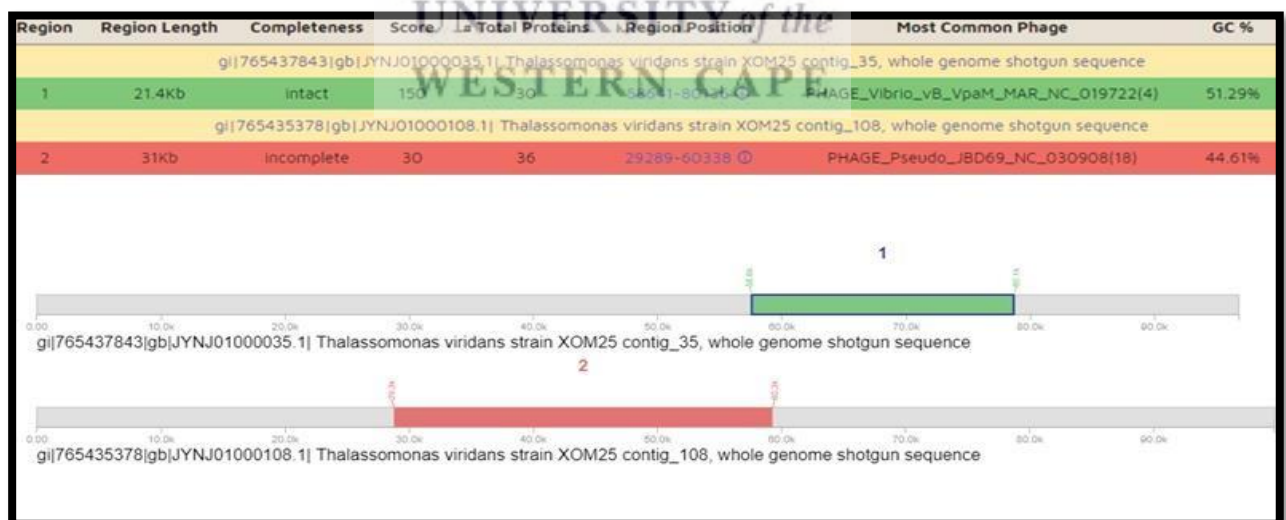 UNIVERSITY of the
WESTERN CAPE
Region Region Length Completeness Score # Total Proteins Region Position Most Common Phage GC %
gi|765437843|gb|JYNJ01000035.1| Thalassomonas viridans strain XOM25 contig_35, whole genome shotgun sequence
1 21.4Kb intact 150 30 PHAGE_Vibrio_vB_VpaM_MAR_NC_019722(4) 51.29%
gi|765435378|gb|JYNJ01000108.1| Thalassomonas viridans strain XOM25 contig_108, whole genome shotgun sequence
2 31Kb incomplete 30 36 29289-60338 PHAGE_Pseudo_JBD69_NC_030908(18) 44.61%
1
0.00 10.0k 20.0k 30.0k 40.0k 50.0k 60.0k 70.0k 80.0k 90.0k
gi|765437843|gb|JYNJ01000035.1| Thalassomonas viridans strain XOM25 contig_35, whole genome shotgun sequence
2
29.3k 60.3k
0.00 10.0k 20.0k 30.0k 40.0k 50.0k 60.0k 70.0k 80.0k 90.0k
gi|765435378|gb|JYNJ01000108.1| Thalassomonas viridans strain XOM25 contig_108, whole genome shotgun sequence